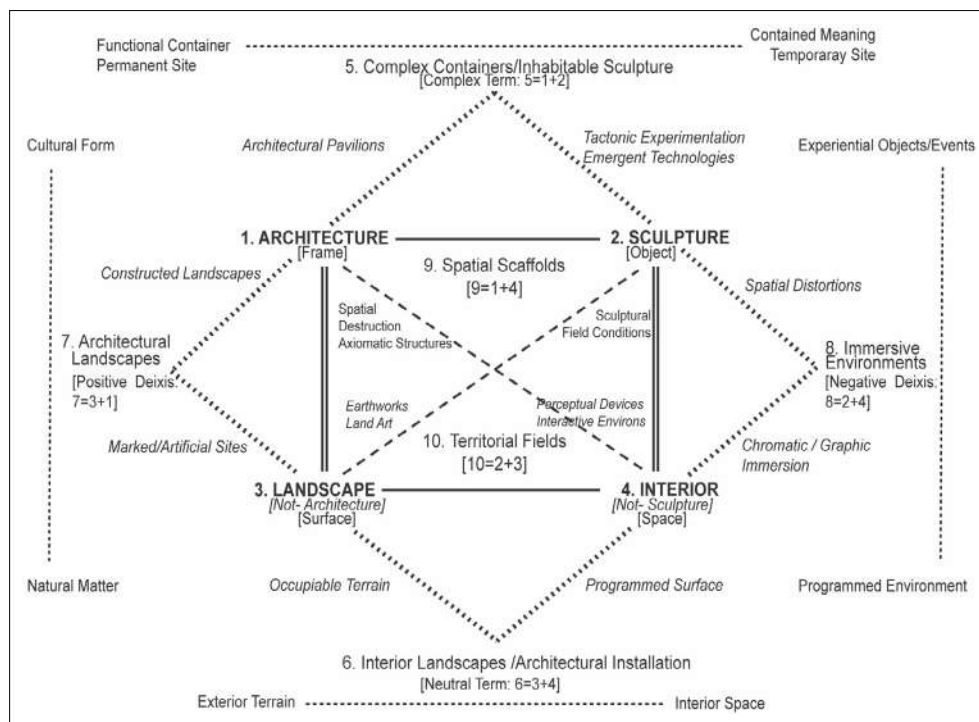 Functional Container
Permanent Site
Contained Meaning
Temporaray Site
5. Complex Containers/Inhabitable Sculpture
[Complex Term: 5=1+2]
Cultural Form
Architectural Pavilions
Tactonic Experimentation
Emergent Technologies
Experiential Objects/Events
1. ARCHITECTURE
[Frame]
2. SCULPTURE
[Object]
9. Spatial Scaffolds
[9=1+4]
Constructed Landscapes
Spatial Distortions
Spatial
Destruction
Axiomatic Structures
Sculptural
Field Conditions
7. Architectural
Landscapes
[Positive Deixis:
7=3+1]
8. Immersive
Environments
[Negative Deixis:
8=2+4]
Earthworks
Land Art
Perceptual Devices
Interactive Environs
Marked/Artificial Sites
10. Territorial Fields
[10=2+3]
Chromatic / Graphic
Immersion
3. LANDSCAPE
[Not- Architecture]
[Surface]
4. INTERIOR
[Not- Sculpture]
[Space]
Natural Matter
Occupiable Terrain
Programmed Surface
Programmed Environment
6. Interior Landscapes /Architectural Installation
[Neutral Term: 6=3+4]
Exterior Terrain
Interior Space